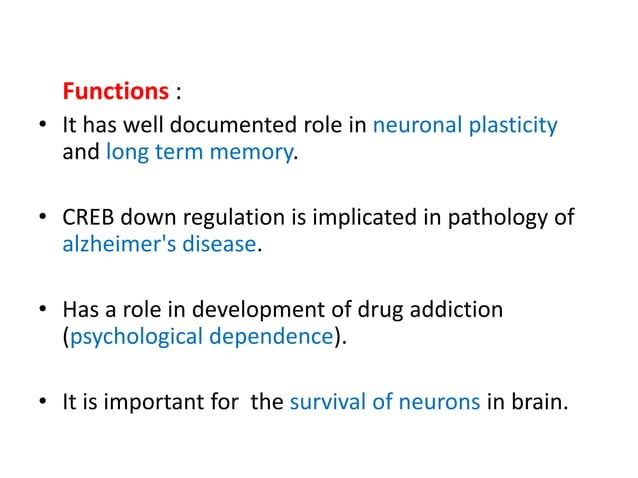 Functions :
• It has well documented role in neuronal plasticity
and long term memory.
• CREB down regulation is implicated in pathology of
alzheimer's disease.
• Has a role in development of drug addiction
(psychological dependence).
• It is important for  the survival of neurons in brain.